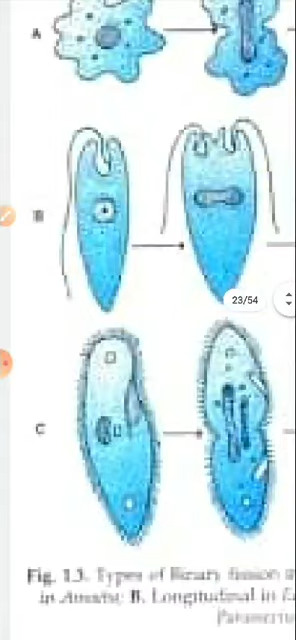 A
B
23/54
C
Fig. 1.3. Types of Binary fission
in Amoeba; B. Longitudinal in